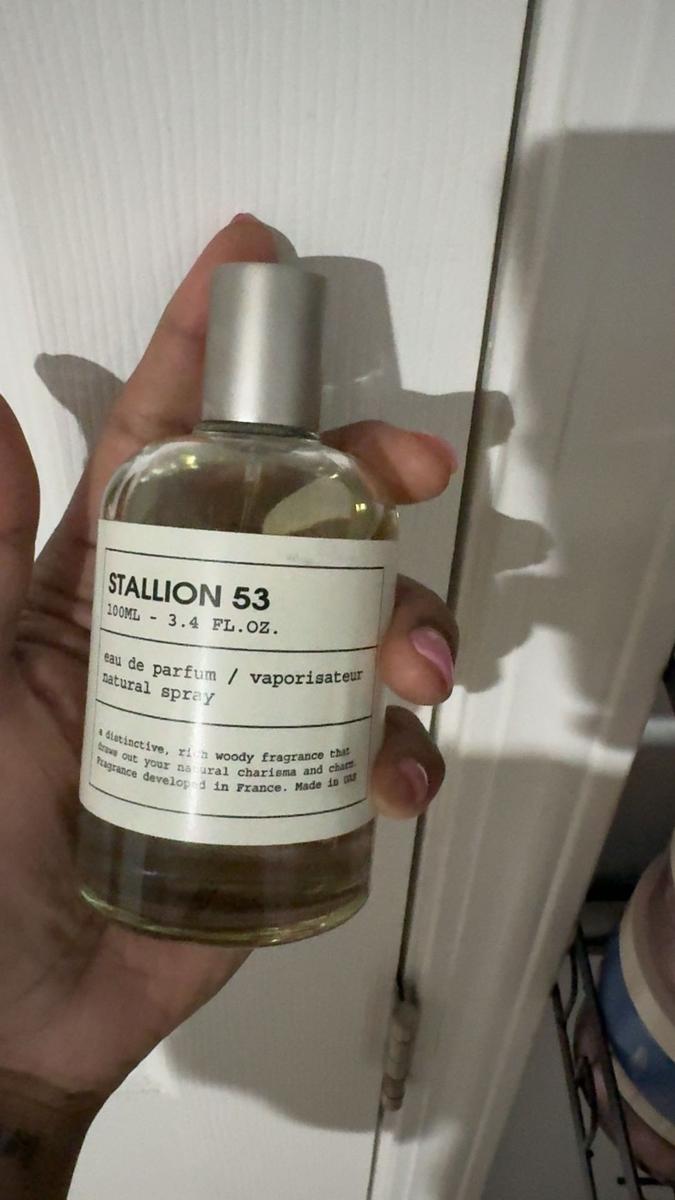 STALLION 53
100ML - 3.4 FL.OZ.
eau de parfum / vaporisateur
natural spray
a distinctive, rich woody fragrance that
draws out your natural charisma and charm.
Fragrance developed in France. Made in UAE